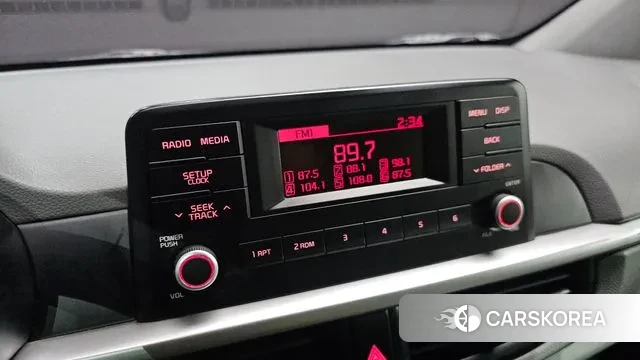 RADIO MEDIA
SETUP
CLOCK
SEEK
TRACK
POWER
PUSH
VOL
FM1 2:34
89.7
1 87.5 2 88.1 3 98.1
4 104.1 5 108.0 6 87.5
MENU DISP
BACK
FOLDER
ENTER
1 RPT 2 RDM 3 4 5 6
CARSKOREA